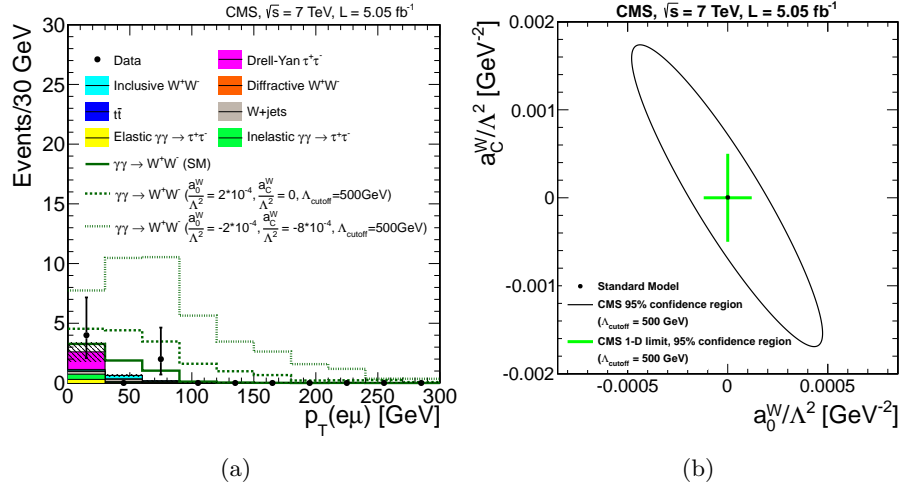 CMS, √s = 7 TeV, L = 5.05 fb⁻¹
Events/30 GeV
30
25
20
15
10
5
0
Data
Drell-Yan τ⁺τ⁻
Inclusive W⁺W⁻
Diffractive W⁺W⁻
tt̄
W+jets
Elastic γγ → τ⁺τ⁻
Inelastic γγ → τ⁺τ⁻
γγ → W⁺W⁻ (SM)
γγ → W⁺W⁻ (a₀ᵂ/Λ² = 2*10⁻⁴, a_C^W/Λ² = 0, Λcutoff = 500GeV)
γγ → W⁺W⁻ (a₀ᵂ/Λ² = -2*10⁻⁴, a_C^W/Λ² = -8*10⁻⁴, Λcutoff = 500GeV)
0 50 100 150 200 250 300
p_T(eμ) [GeV]
(a)
CMS, √s = 7 TeV, L = 5.05 fb⁻¹
a_C^W/Λ² [GeV⁻²]
0.002
0.001
0
-0.001
-0.002
Standard Model
CMS 95% confidence region
(Λcutoff = 500 GeV)
CMS 1-D limit, 95% confidence region
(Λcutoff = 500 GeV)
-0.0005 0 0.0005
a₀ᵂ/Λ² [GeV⁻²]
(b)